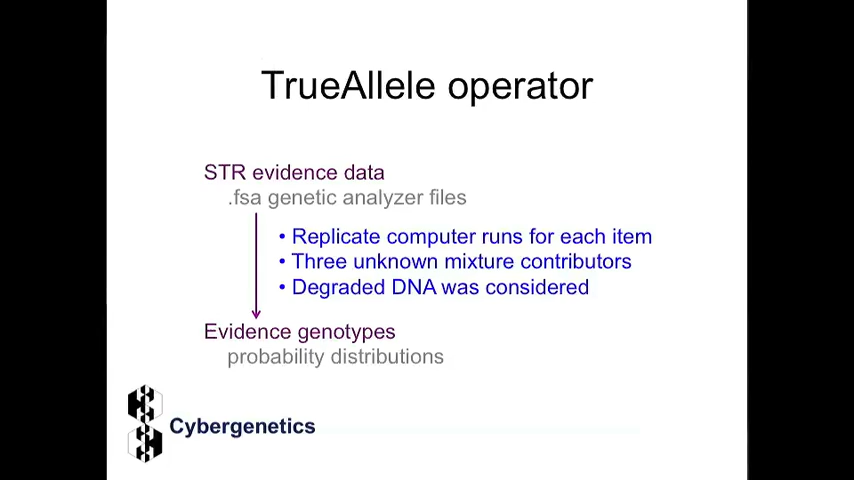 TrueAllele operator
STR evidence data
.fsa genetic analyzer files
• Replicate computer runs for each item
• Three unknown mixture contributors
• Degraded DNA was considered
Evidence genotypes
probability distributions
Cybergenetics